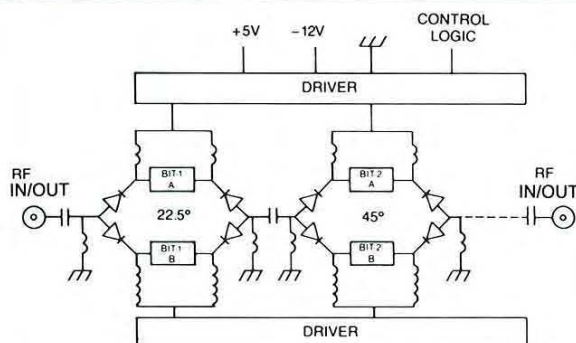 +5V
−12V
CONTROL
LOGIC
DRIVER
RF
IN/OUT
BIT 1
A
22.5°
BIT 1
B
BIT 2
A
45°
BIT 2
B
RF
IN/OUT
DRIVER